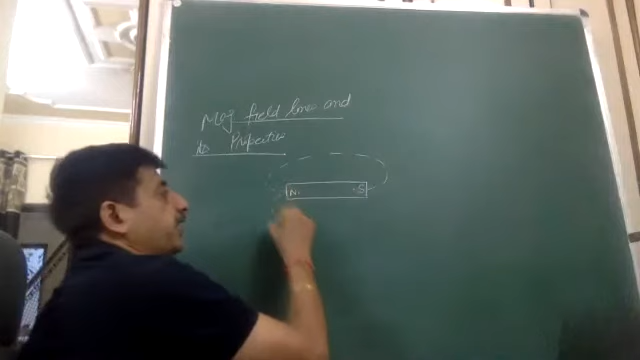 Mag field lines and
its Properties
N. .S